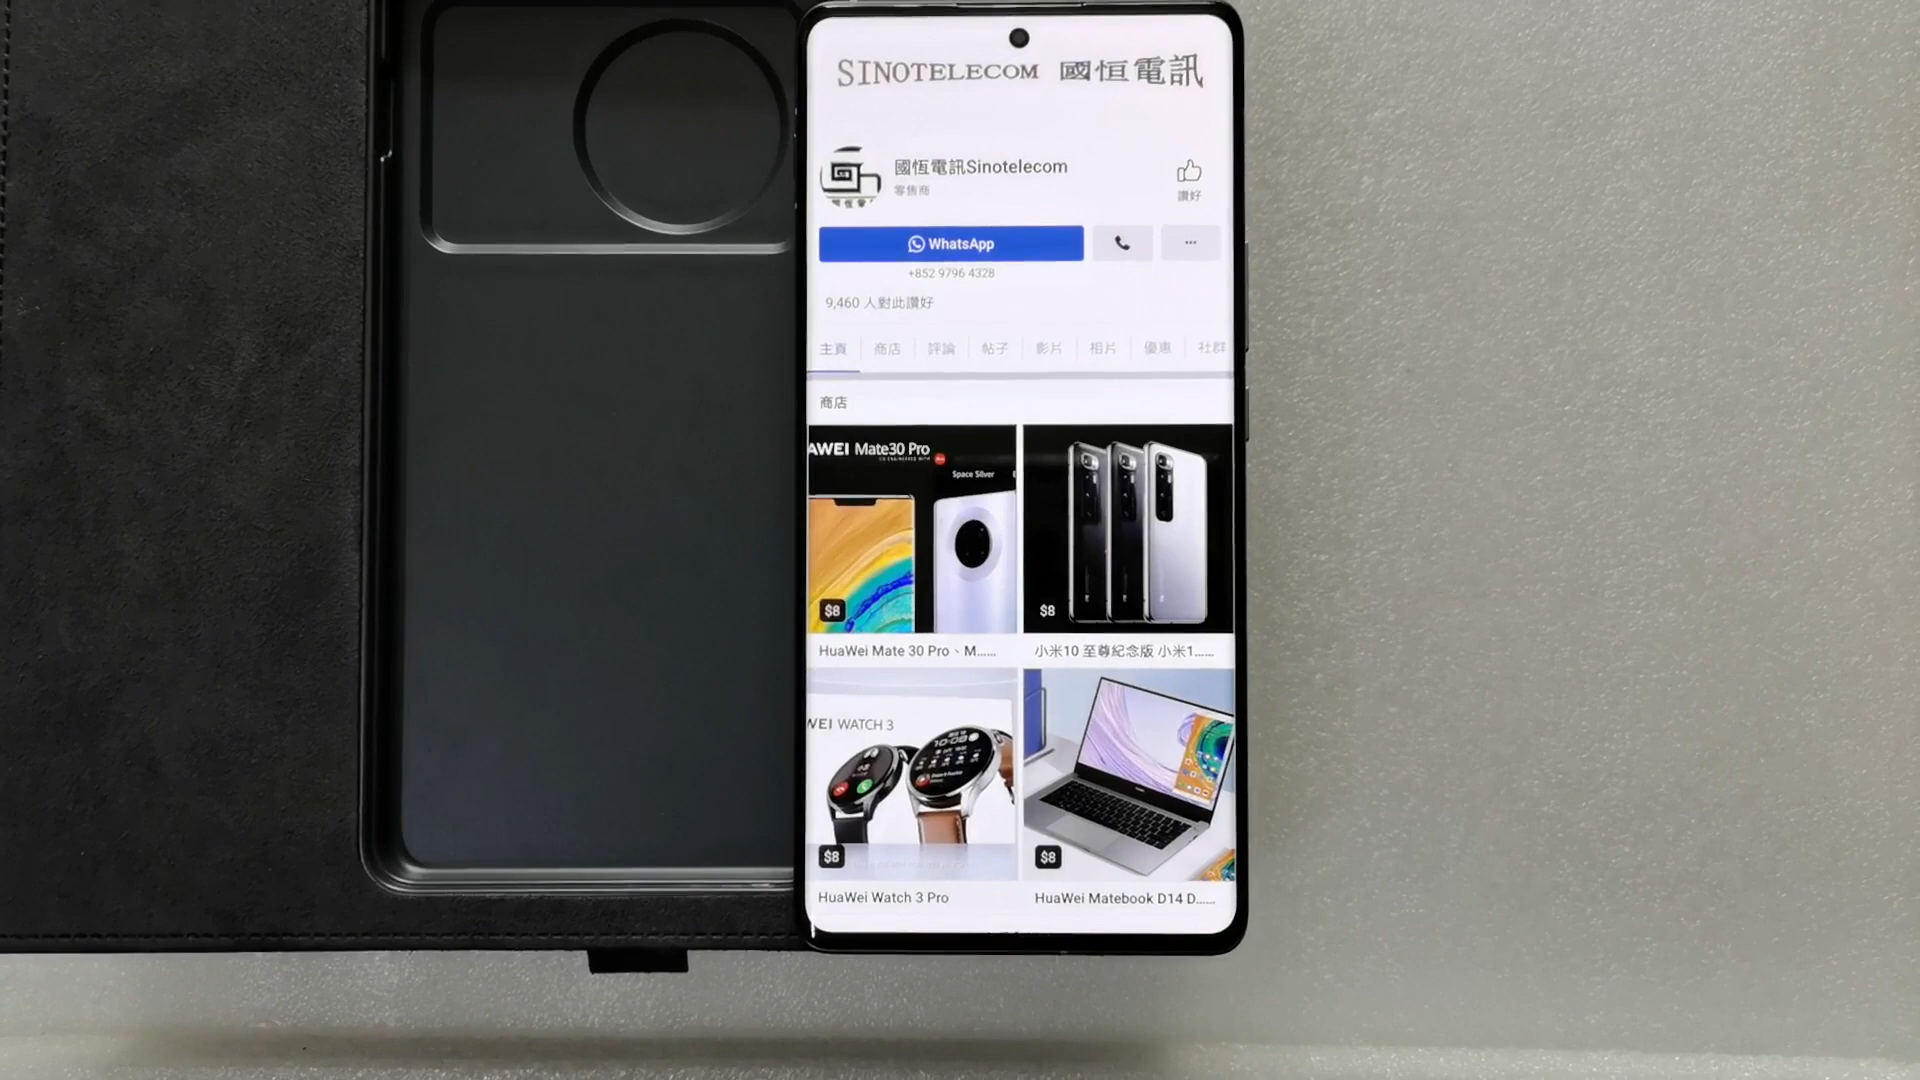 SINOTELECOM 國恒電訊
國恆電訊Sinotelecom
零售商
讚好
WhatsApp
+852 9796 4328
9,460 人對此讚好
主頁 商店 評論 帖子 影片 相片 優惠 社群
商店
AWEI Mate30 Pro
Space Silver
$8
$8
HuaWei Mate 30 Pro、M......
小米10 至尊紀念版 小米1......
WEI WATCH 3
10:08
$8
$8
HuaWei Watch 3 Pro
HuaWei Matebook D14 D......